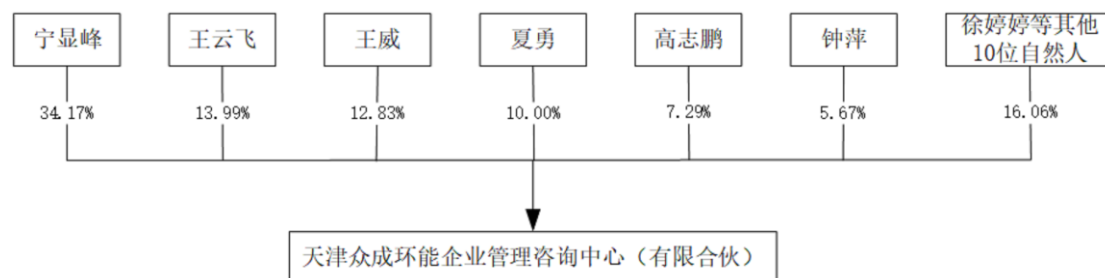 宁显峰
王云飞
王威
夏勇
高志鹏
钟萍
徐婷婷等其他
10位自然人
34.17%
13.99%
12.83%
10.00%
7.29%
5.67%
16.06%
天津众成环能企业管理咨询中心（有限合伙）